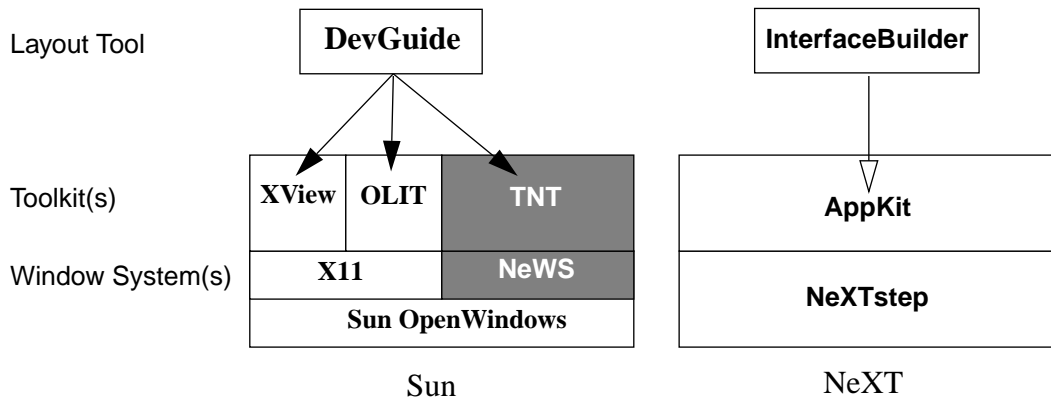 Layout Tool
DevGuide
InterfaceBuilder
Toolkit(s)
XView
OLIT
TNT
AppKit
Window System(s)
X11
NeWS
NeXTstep
Sun OpenWindows
Sun
NeXT